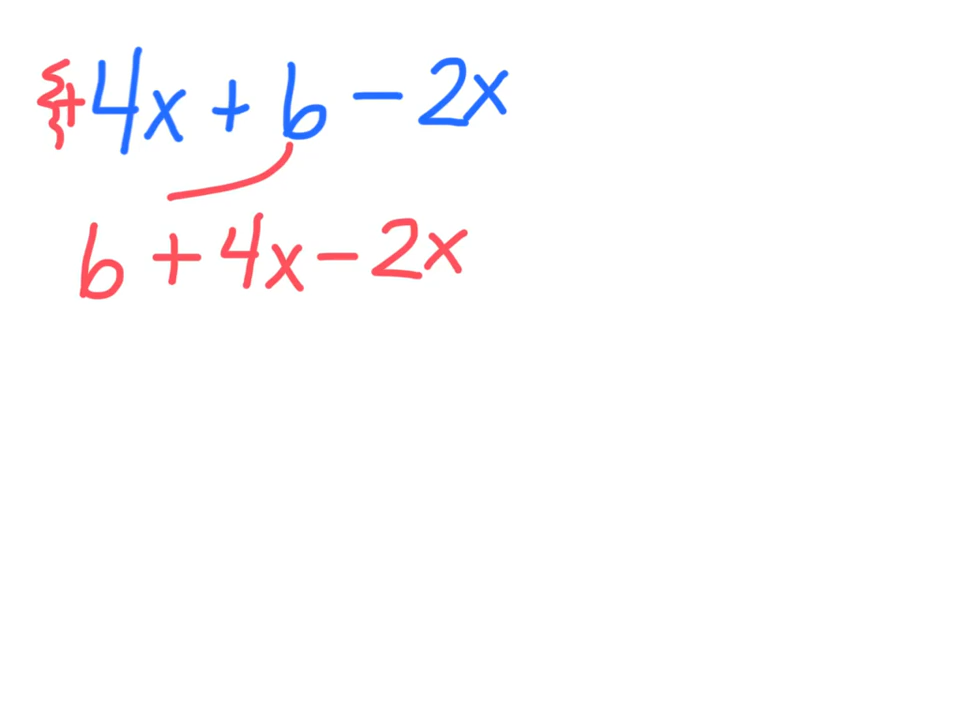 +4x + 6 - 2x
6 + 4x - 2x